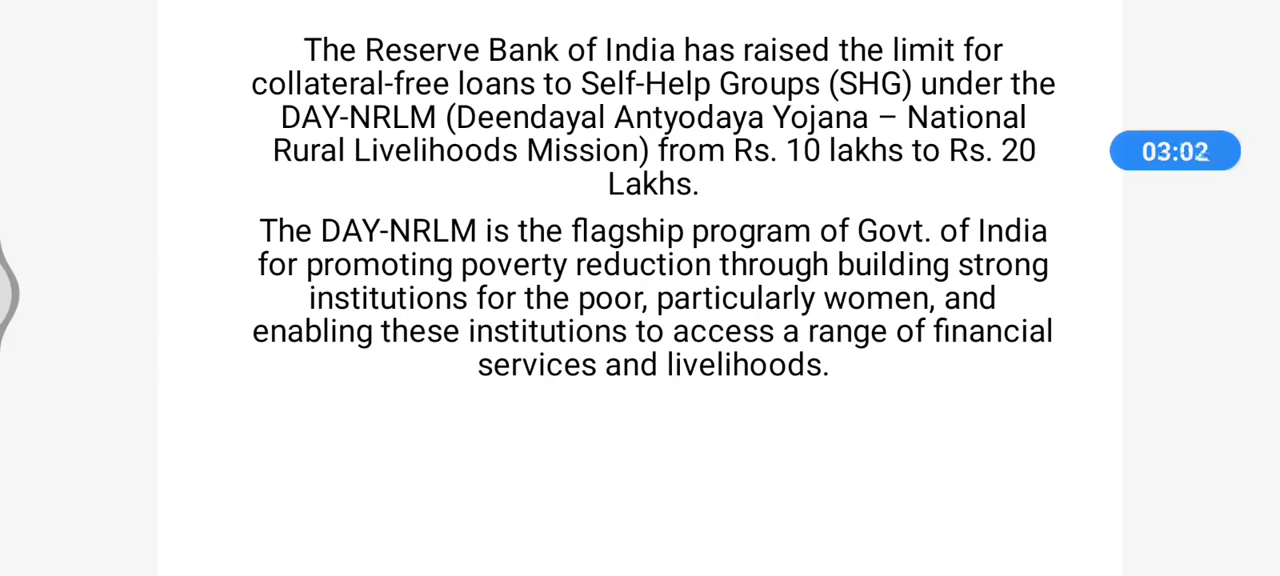 The Reserve Bank of India has raised the limit for
collateral-free loans to Self-Help Groups (SHG) under the
DAY-NRLM (Deendayal Antyodaya Yojana – National
Rural Livelihoods Mission) from Rs. 10 lakhs to Rs. 20
Lakhs.
03:02
The DAY-NRLM is the flagship program of Govt. of India
for promoting poverty reduction through building strong
institutions for the poor, particularly women, and
enabling these institutions to access a range of financial
services and livelihoods.